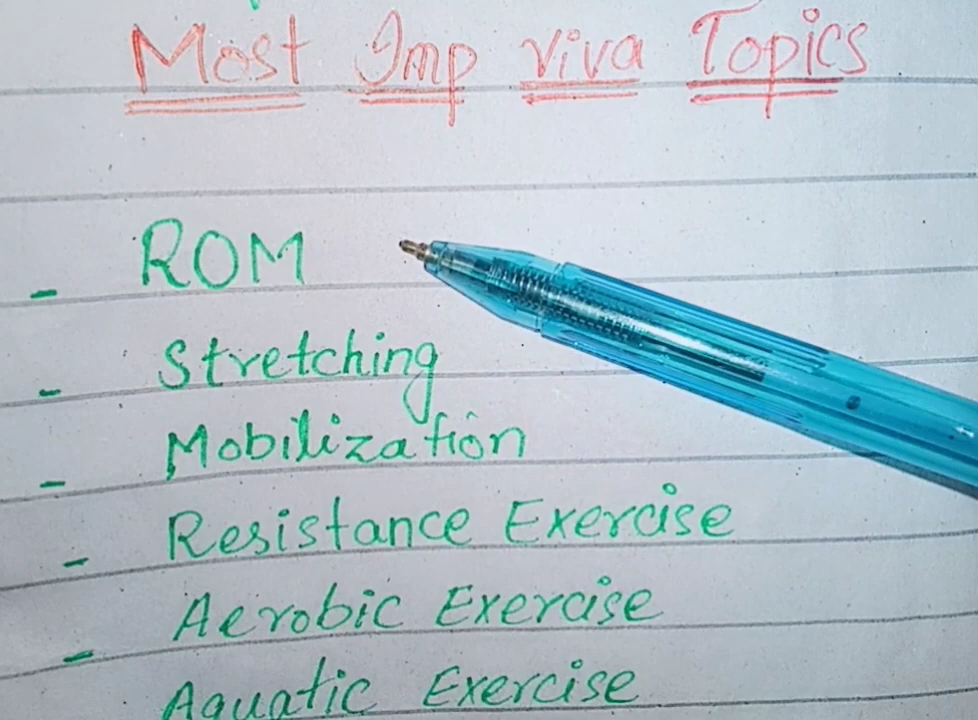 Most Imp viva Topics
- ROM
- Stretching
- Mobilization
- Resistance Exercise
- Aerobic Exercise
Aquatic Exercise